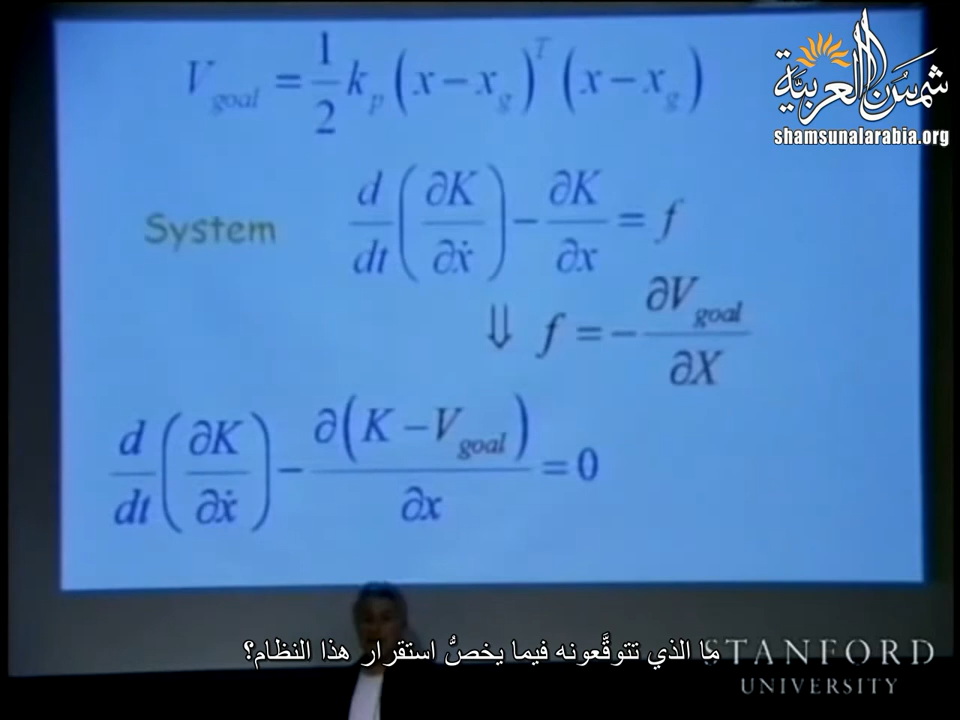 V_goal = 1/2 k_p (x − x_g)^T (x − x_g)
شمس العربية
shamsunalarabia.org
System d/dt (∂K/∂ẋ) − ∂K/∂x = f
⇓ f = − ∂V_goal/∂X
d/dt (∂K/∂ẋ) − ∂(K − V_goal)/∂x = 0
ما الذي تتوقَّعونه فيما يخصُّ استقرار هذا النظام؟
STANFORD
UNIVERSITY